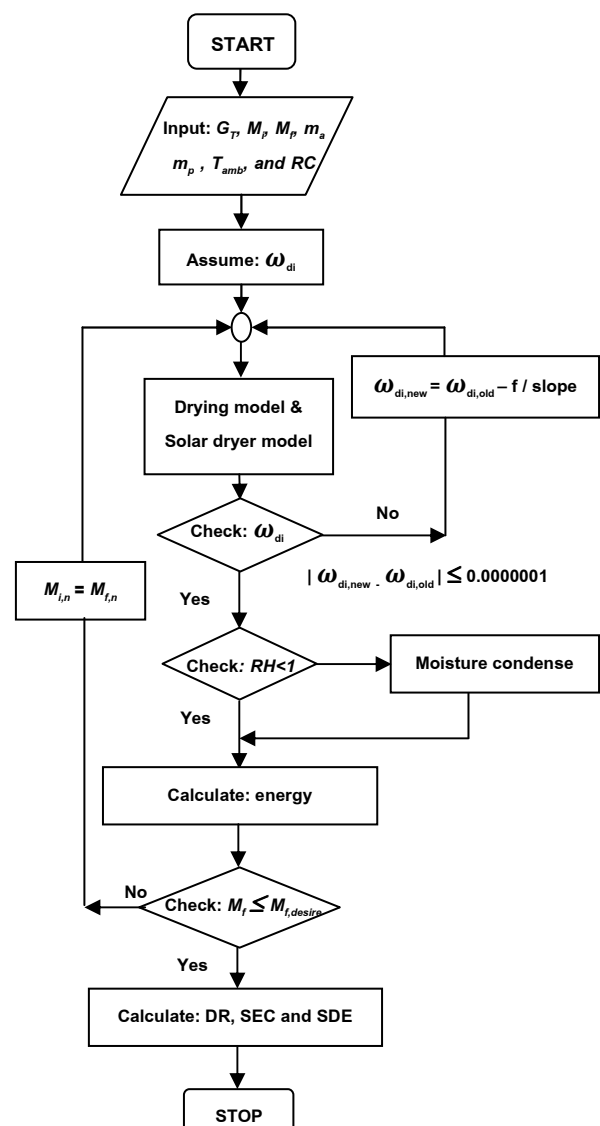 START
Input: G_T, M_i, M_f, m_a
m_p , T_amb, and RC
Assume: ω_di
ω_di,new = ω_di,old – f / slope
Drying model &
Solar dryer model
No
Check: ω_di
| ω_di,new - ω_di,old | ≤ 0.0000001
M_i,n = M_f,n
Yes
Check: RH<1
Moisture condense
Yes
Calculate: energy
No
Check: M_f ≤ M_f,desire
Yes
Calculate: DR, SEC and SDE
STOP